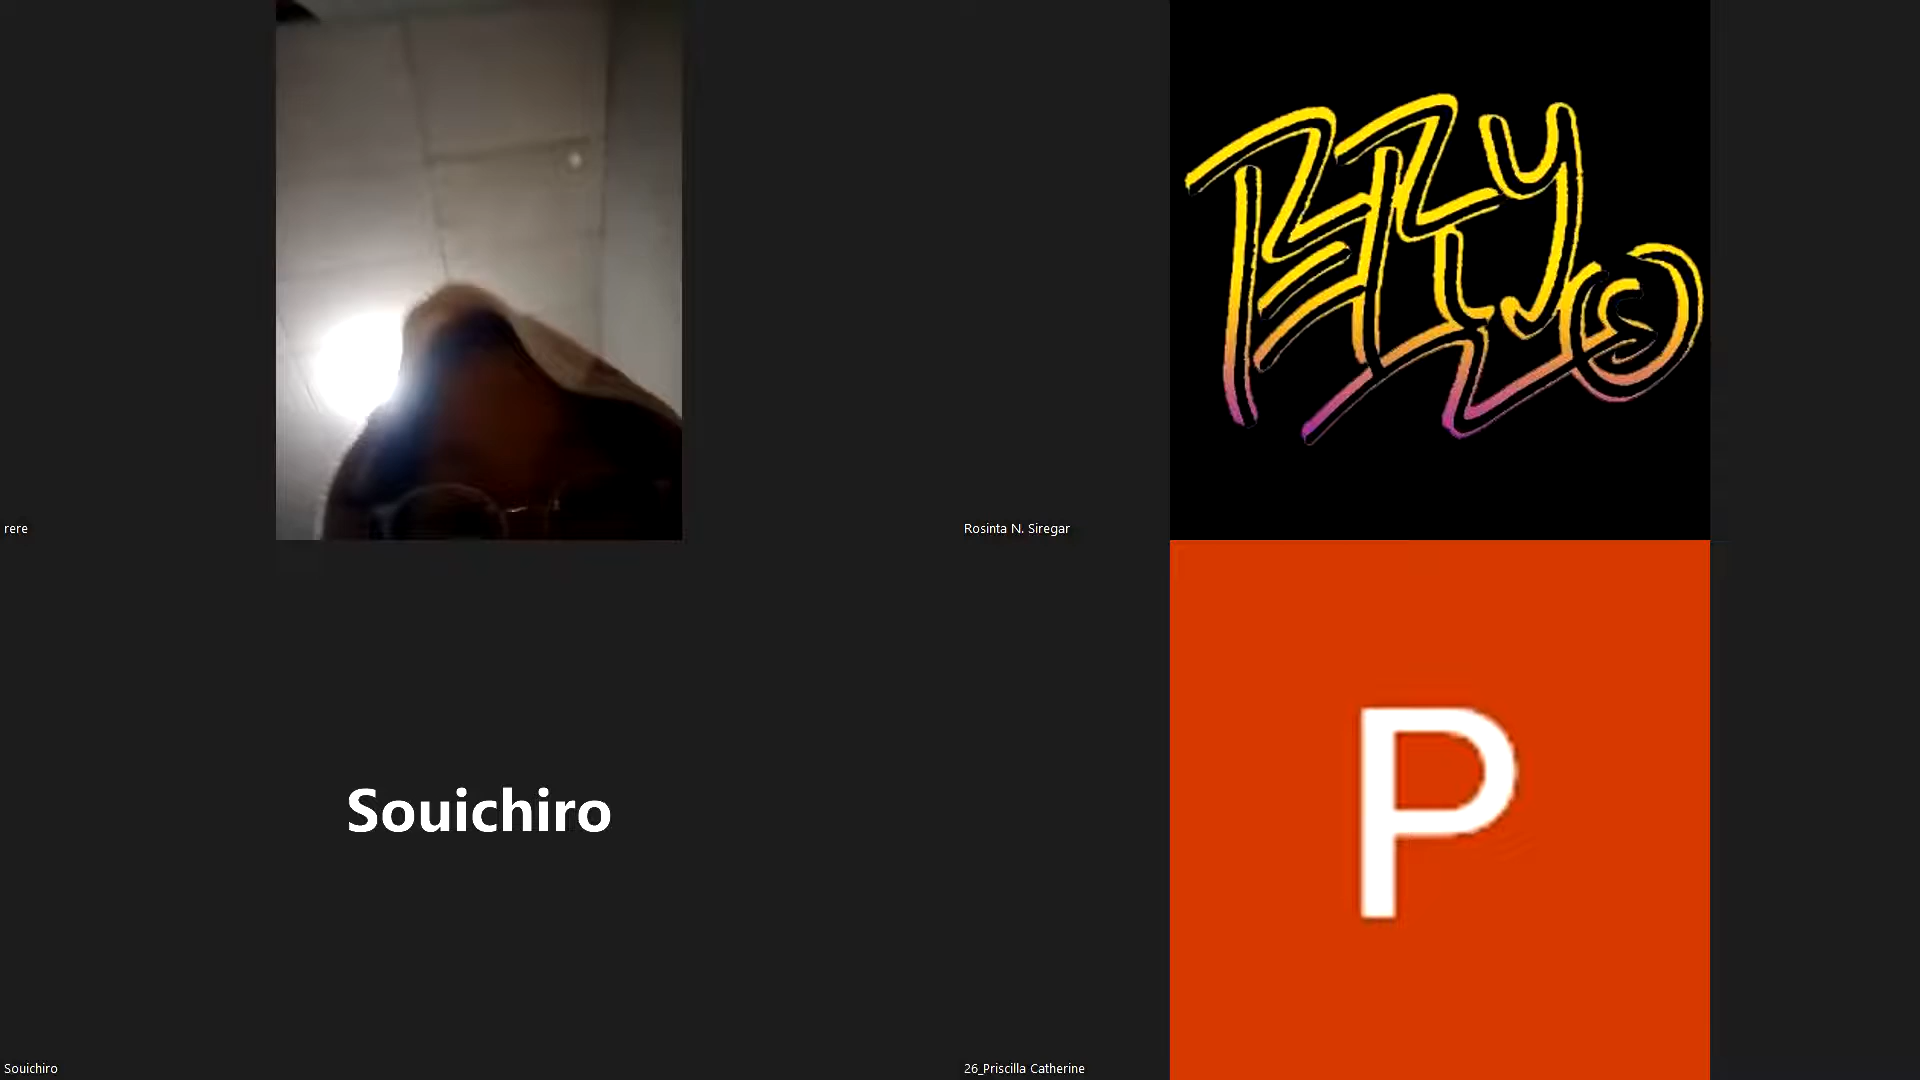 rere
Rosinta N. Siregar
Souichiro
P
Souichiro
26_Priscilla Catherine